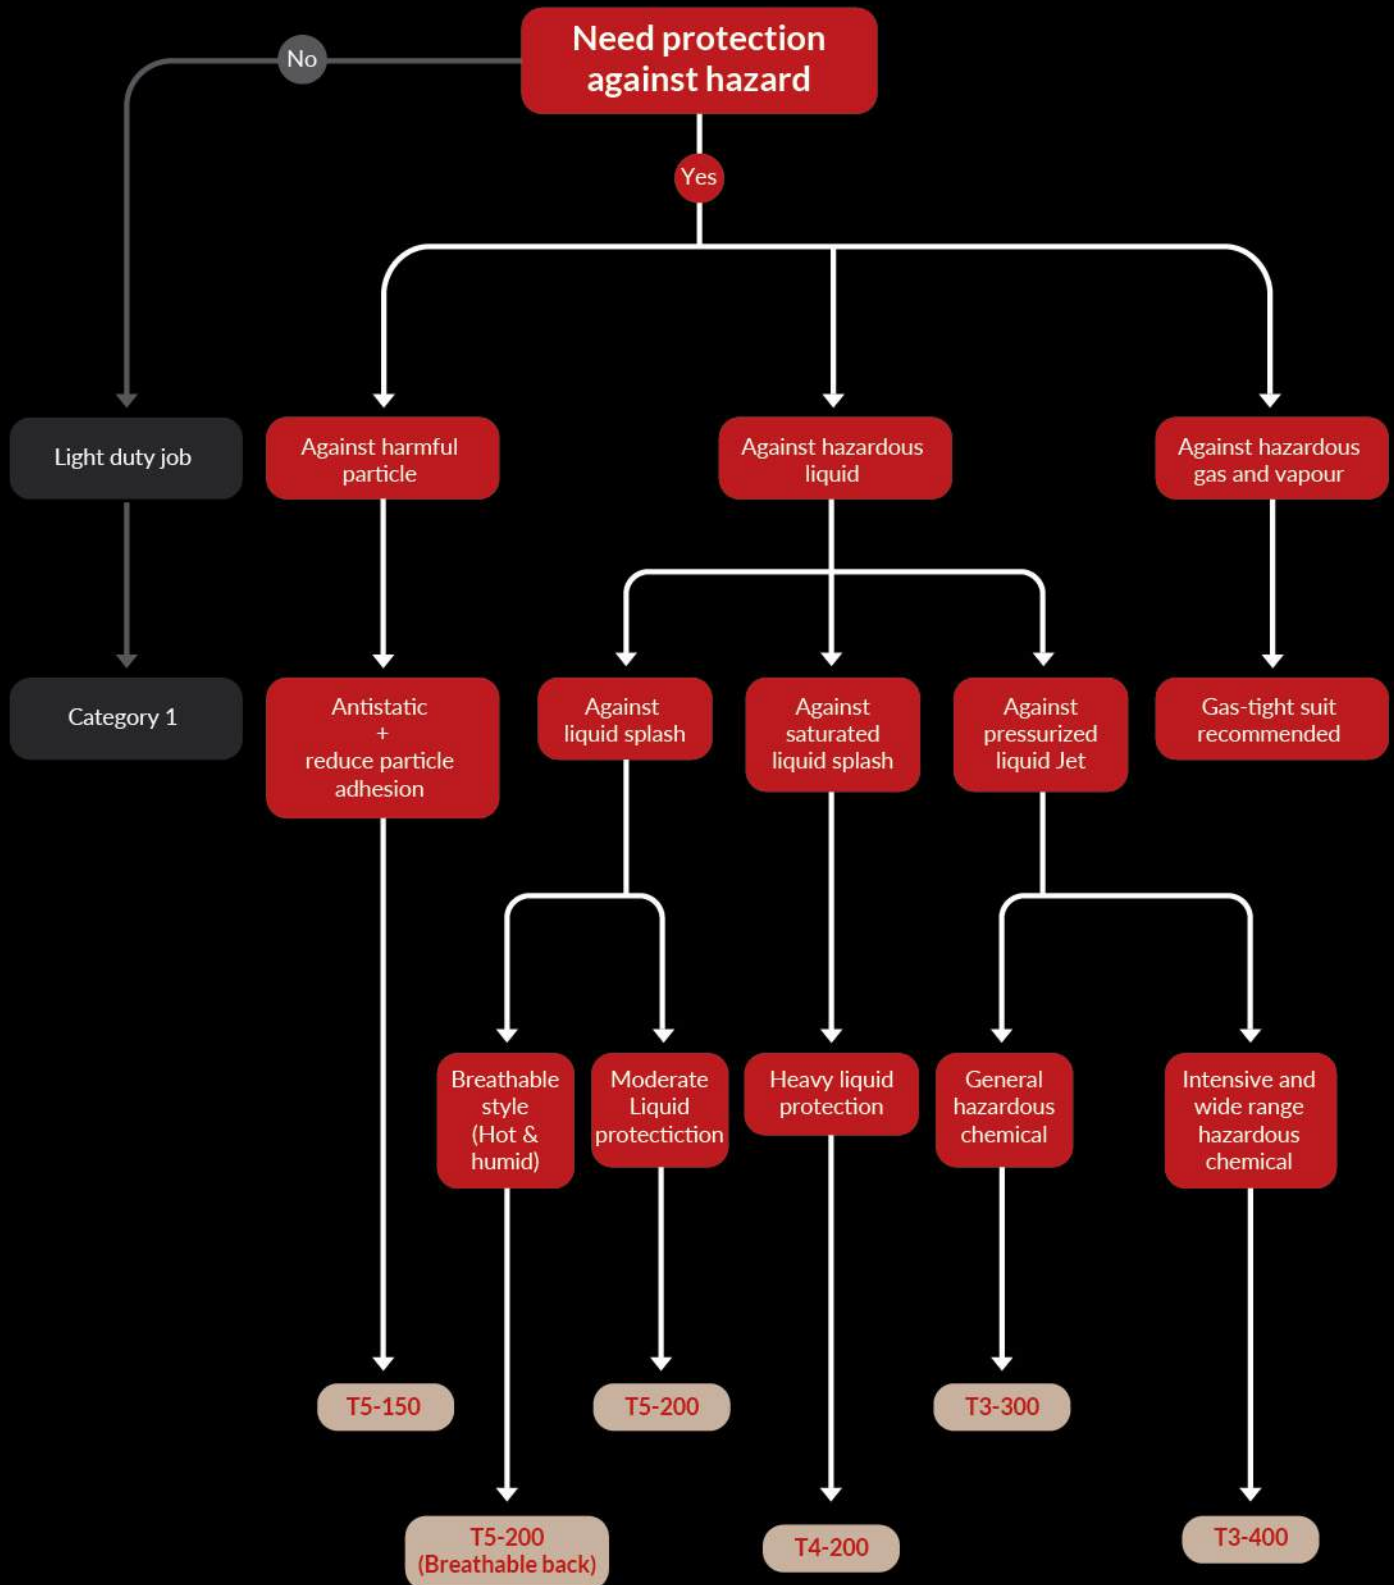 Need protection
against hazard
No
Yes
Light duty job
Against harmful
particle
Against hazardous
liquid
Against hazardous
gas and vapour
Category 1
Antistatic
+
reduce particle
adhesion
Against
liquid splash
Against
saturated
liquid splash
Against
pressurized
liquid Jet
Gas-tight suit
recommended
Breathable
style
(Hot &
humid)
Moderate
Liquid
protectiction
Heavy liquid
protection
General
hazardous
chemical
Intensive and
wide range
hazardous
chemical
T5-150
T5-200
T3-300
T5-200
(Breathable back)
T4-200
T3-400